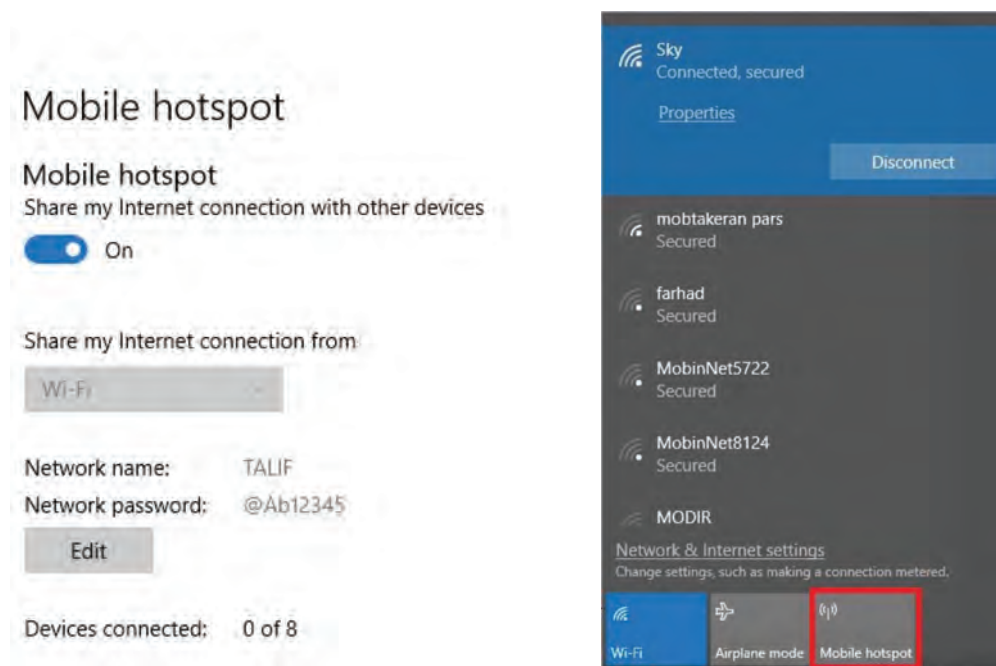 Mobile hotspot
Mobile hotspot
Share my Internet connection with other devices
On
Share my Internet connection from
Wi-Fi
Network name: TALIF
Network password: @Ab12345
Edit
Devices connected: 0 of 8
Sky
Connected, secured
Properties
Disconnect
mobtakeran pars
Secured
farhad
Secured
MobinNet5722
Secured
MobinNet8124
Secured
MODIR
Network & Internet settings
Change settings, such as making a connection metered.
Wi-Fi Airplane mode Mobile hotspot